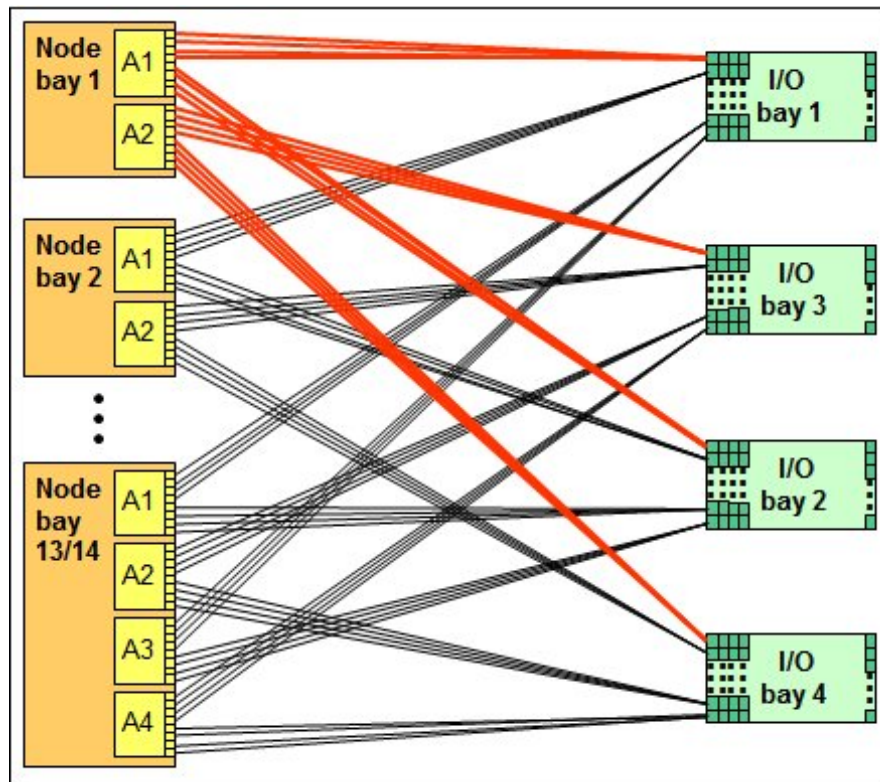 Node
bay 1
A1
A2
Node
bay 2
A1
A2
Node
bay
13/14
A1
A2
A3
A4
I/O
bay 1
I/O
bay 3
I/O
bay 2
I/O
bay 4